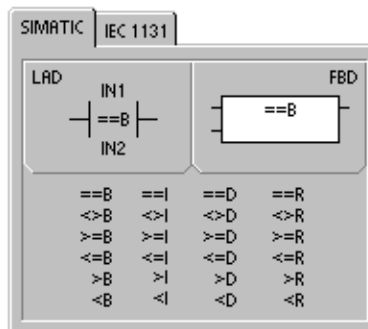 SIMATIC IEC 1131
LAD FBD
IN1
==B ==B
IN2
==B ==I ==D ==R
<>B <>I <>D <>R
>=B >=I >=D >=R
<=B <=I <=D <=R
>B >I >D >R
<B <I <D <R